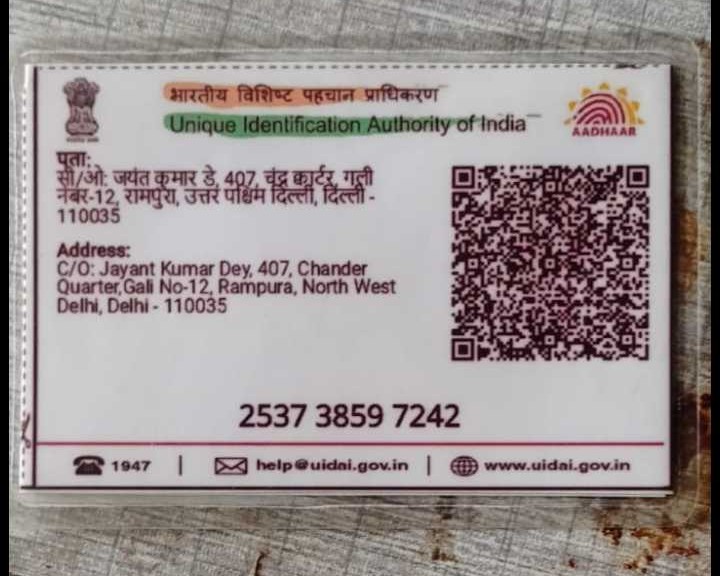 भारतीय विशिष्ट पहचान प्राधिकरण
Unique Identification Authority of India
AADHAAR
पता:
सी/ओ: जयंत कुमार डे, 407, चंद्र क्वार्टर, गली
नंबर-12, रामपुरा, उत्तर पश्चिम दिल्ली, दिल्ली -
110035
Address:
C/O: Jayant Kumar Dey, 407, Chander
Quarter,Gali No-12, Rampura, North West
Delhi, Delhi - 110035
2537 3859 7242
1947 | help@uidai.gov.in | www.uidai.gov.in